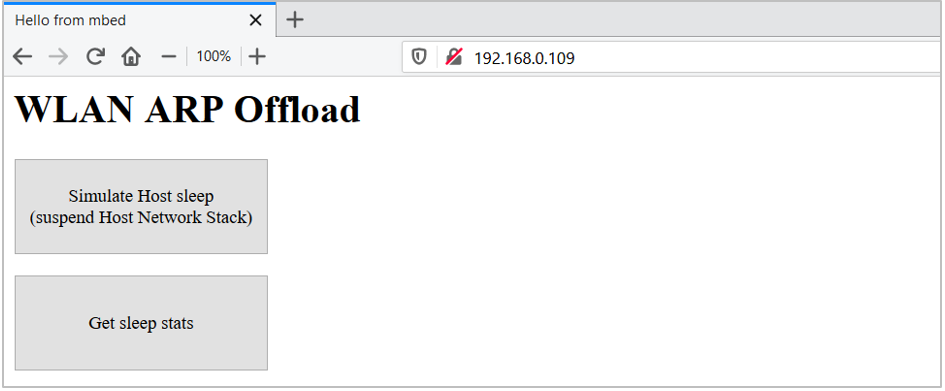 Hello from mbed
100%
192.168.0.109
WLAN ARP Offload
Simulate Host sleep
(suspend Host Network Stack)
Get sleep stats